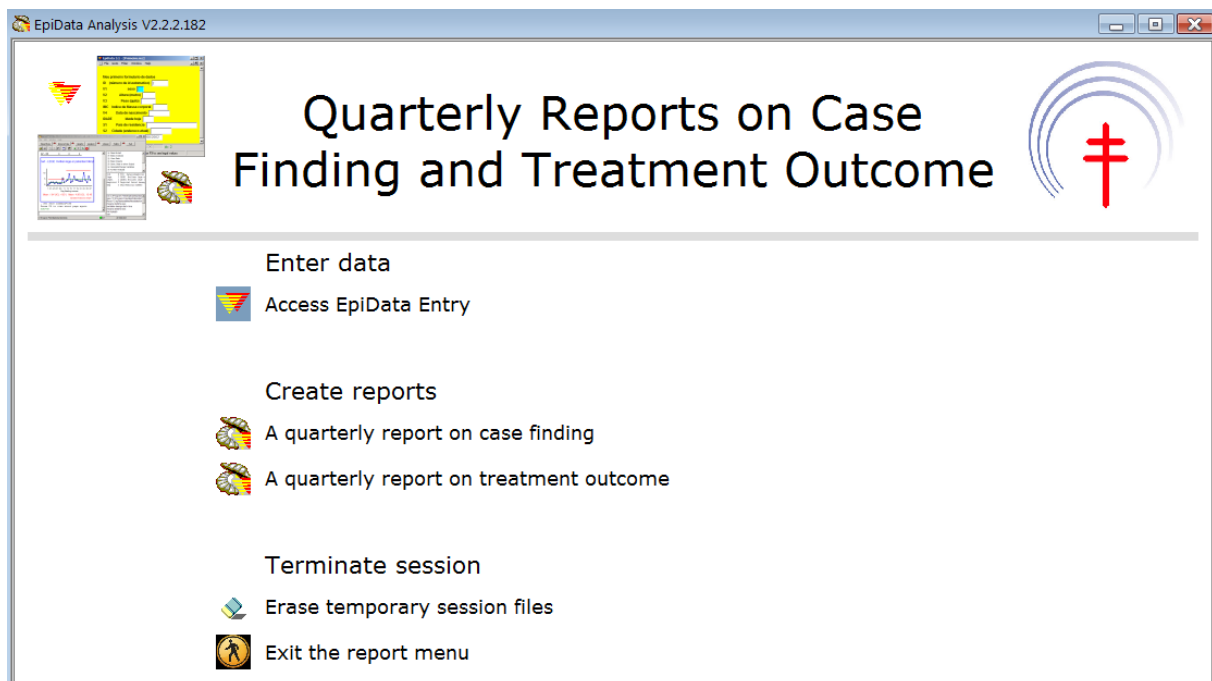 EpiData Analysis V2.2.2.182
Quarterly Reports on Case
Finding and Treatment Outcome
Enter data
Access EpiData Entry
Create reports
A quarterly report on case finding
A quarterly report on treatment outcome
Terminate session
Erase temporary session files
Exit the report menu